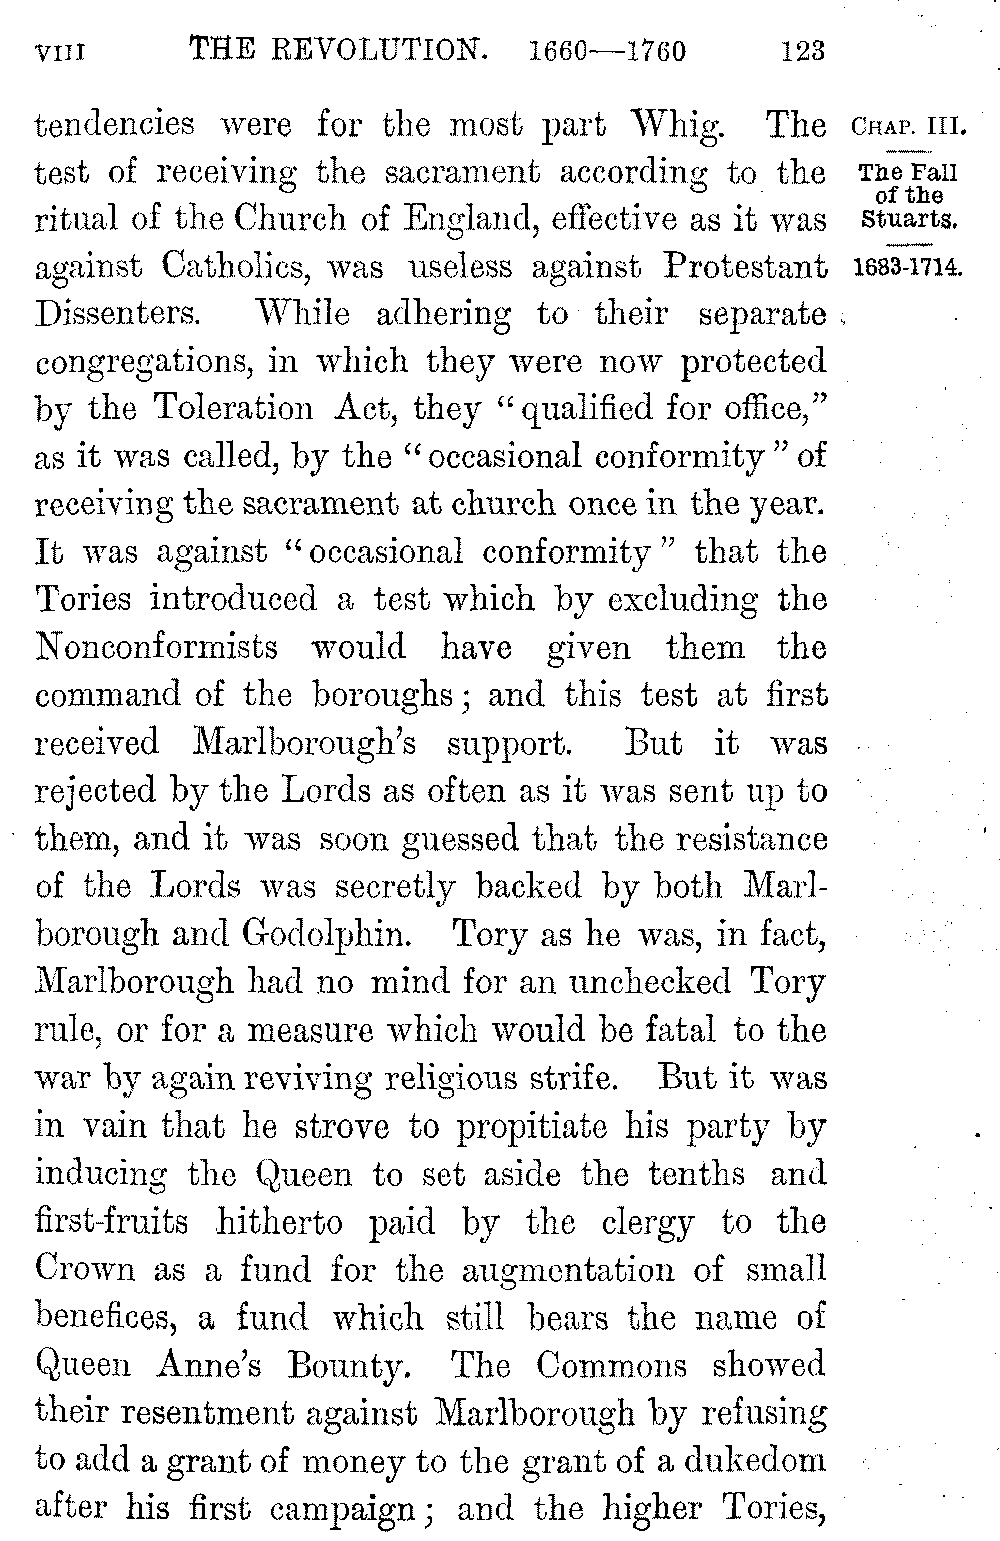 VIII THE REVOLUTION. 1660—1760 123
tendencies were for the most part Whig. The
test of receiving the sacrament according to the
ritual of the Church of England, effective as it was
against Catholics, was useless against Protestant
Dissenters. While adhering to their separate
congregations, in which they were now protected
by the Toleration Act, they “qualified for office,”
as it was called, by the “occasional conformity” of
receiving the sacrament at church once in the year.
It was against “occasional conformity” that the
Tories introduced a test which by excluding the
Nonconformists would have given them the
command of the boroughs; and this test at first
received Marlborough’s support. But it was
rejected by the Lords as often as it was sent up to
them, and it was soon guessed that the resistance
of the Lords was secretly backed by both Marl-
borough and Godolphin. Tory as he was, in fact,
Marlborough had no mind for an unchecked Tory
rule, or for a measure which would be fatal to the
war by again reviving religious strife. But it was
in vain that he strove to propitiate his party by
inducing the Queen to set aside the tenths and
first-fruits hitherto paid by the clergy to the
Crown as a fund for the augmentation of small
benefices, a fund which still bears the name of
Queen Anne’s Bounty. The Commons showed
their resentment against Marlborough by refusing
to add a grant of money to the grant of a dukedom
after his first campaign; and the higher Tories,
CHAP. III.
The Fall
of the
Stuarts.
1683-1714.